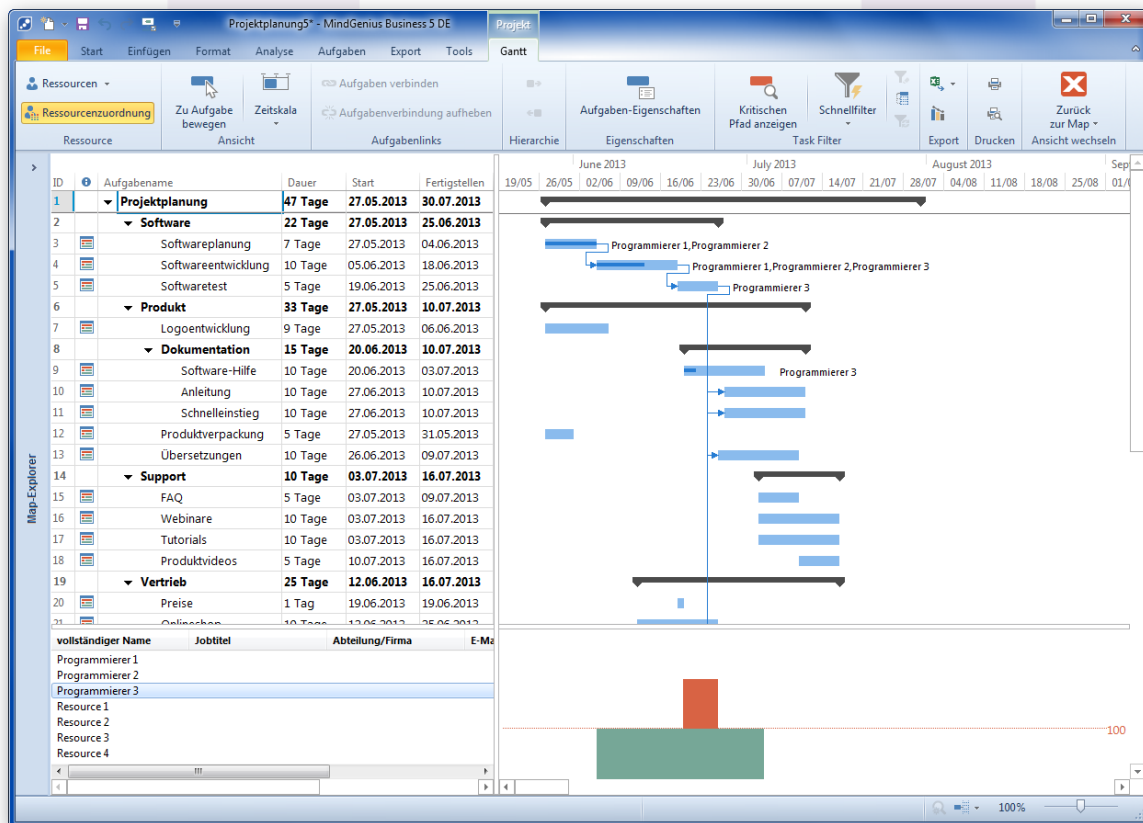 Projektplanung5* - MindGenius Business 5 DE
Projekt
File Start Einfügen Format Analyse Aufgaben Export Tools Gantt
Ressourcen
Ressourcenzuordnung
Ressource
Zu Aufgabe bewegen
Zeitskala
Ansicht
Aufgaben verbinden
Aufgabenverbindung aufheben
Aufgabenlinks
Hierarchie
Aufgaben-Eigenschaften
Eigenschaften
Kritischen Pfad anzeigen
Schnellfilter
Task Filter
Export
Drucken
Zurück zur Map
Ansicht wechseln
Map-Explorer
June 2013 July 2013 August 2013 Sept
ID Aufgabename Dauer Start Fertigstellen
19/05 26/05 02/06 09/06 16/06 23/06 30/06 07/07 14/07 21/07 28/07 04/08 11/08 18/08 25/08 01/0
1 Projektplanung 47 Tage 27.05.2013 30.07.2013
2 Software 22 Tage 27.05.2013 25.06.2013
3 Softwareplanung 7 Tage 27.05.2013 04.06.2013 Programmierer 1,Programmierer 2
4 Softwareentwicklung 10 Tage 05.06.2013 18.06.2013 Programmierer 1,Programmierer 2,Programmierer 3
5 Softwaretest 5 Tage 19.06.2013 25.06.2013 Programmierer 3
6 Produkt 33 Tage 27.05.2013 10.07.2013
7 Logoentwicklung 9 Tage 27.05.2013 06.06.2013
8 Dokumentation 15 Tage 20.06.2013 10.07.2013
9 Software-Hilfe 10 Tage 20.06.2013 03.07.2013 Programmierer 3
10 Anleitung 10 Tage 27.06.2013 10.07.2013
11 Schnelleinstieg 10 Tage 27.06.2013 10.07.2013
12 Produktverpackung 5 Tage 27.05.2013 31.05.2013
13 Übersetzungen 10 Tage 26.06.2013 09.07.2013
14 Support 10 Tage 03.07.2013 16.07.2013
15 FAQ 5 Tage 03.07.2013 09.07.2013
16 Webinare 10 Tage 03.07.2013 16.07.2013
17 Tutorials 10 Tage 03.07.2013 16.07.2013
18 Produktvideos 5 Tage 10.07.2013 16.07.2013
19 Vertrieb 25 Tage 12.06.2013 16.07.2013
20 Preise 1 Tag 19.06.2013 19.06.2013
21 Onlineshop 10 Tage 12.06.2013 25.06.2013
vollständiger Name Jobtitel Abteilung/Firma E-Ma
Programmierer 1
Programmierer 2
Programmierer 3
Resource 1
Resource 2
Resource 3
Resource 4
100
100%